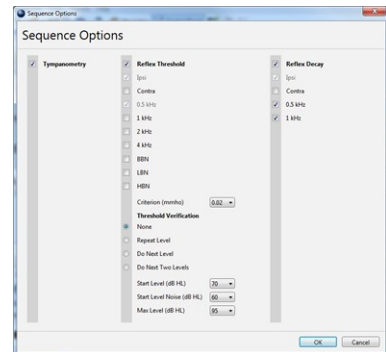 Sequence Options
Sequence Options
Tympanometry
Reflex Threshold
Ipsi
Contra
0.5 kHz
1 kHz
2 kHz
4 kHz
BBN
LBN
HBN
Criterion (mmho) 0.02
Threshold Verification
None
Repeat Level
Do Next Level
Do Next Two Levels
Start Level (dB HL) 70
Start Level Noise (dB HL) 60
Max Level (dB HL) 95
Reflex Decay
Ipsi
Contra
0.5 kHz
1 kHz
OK Cancel